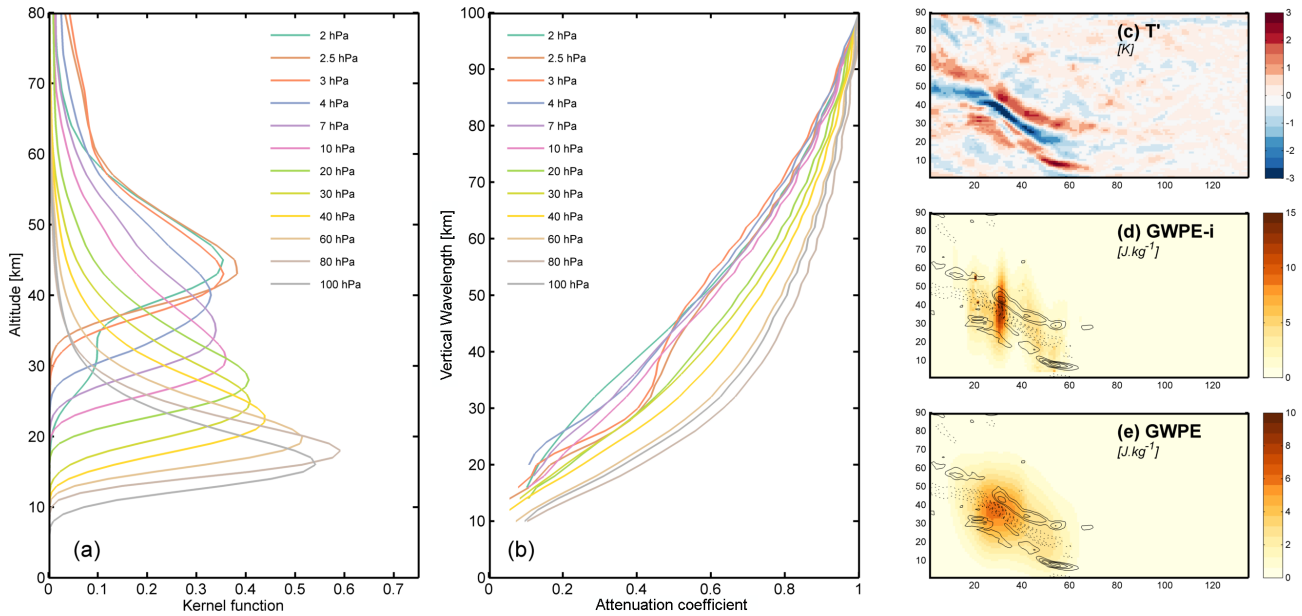 80
70
60
50
40
30
20
10
0
Altitude [km]
0 0.1 0.2 0.3 0.4 0.5 0.6 0.7
Kernel function
(a)
2 hPa
2.5 hPa
3 hPa
4 hPa
7 hPa
10 hPa
20 hPa
30 hPa
40 hPa
60 hPa
80 hPa
100 hPa
100
90
80
70
60
50
40
30
20
10
0
Vertical Wavelength [km]
0 0.2 0.4 0.6 0.8 1
Attenuation coefficient
(b)
2 hPa
2.5 hPa
3 hPa
4 hPa
7 hPa
10 hPa
20 hPa
30 hPa
40 hPa
60 hPa
80 hPa
100 hPa
(c) T'
[K]
90
80
70
60
50
40
30
20
10
20 40 60 80 100 120
3
2
1
0
-1
-2
-3
(d) GWPE-i
[J.kg⁻¹]
90
80
70
60
50
40
30
20
10
20 40 60 80 100 120
15
10
5
0
(e) GWPE
[J.kg⁻¹]
90
80
70
60
50
40
30
20
10
20 40 60 80 100 120
10
8
6
4
2
0